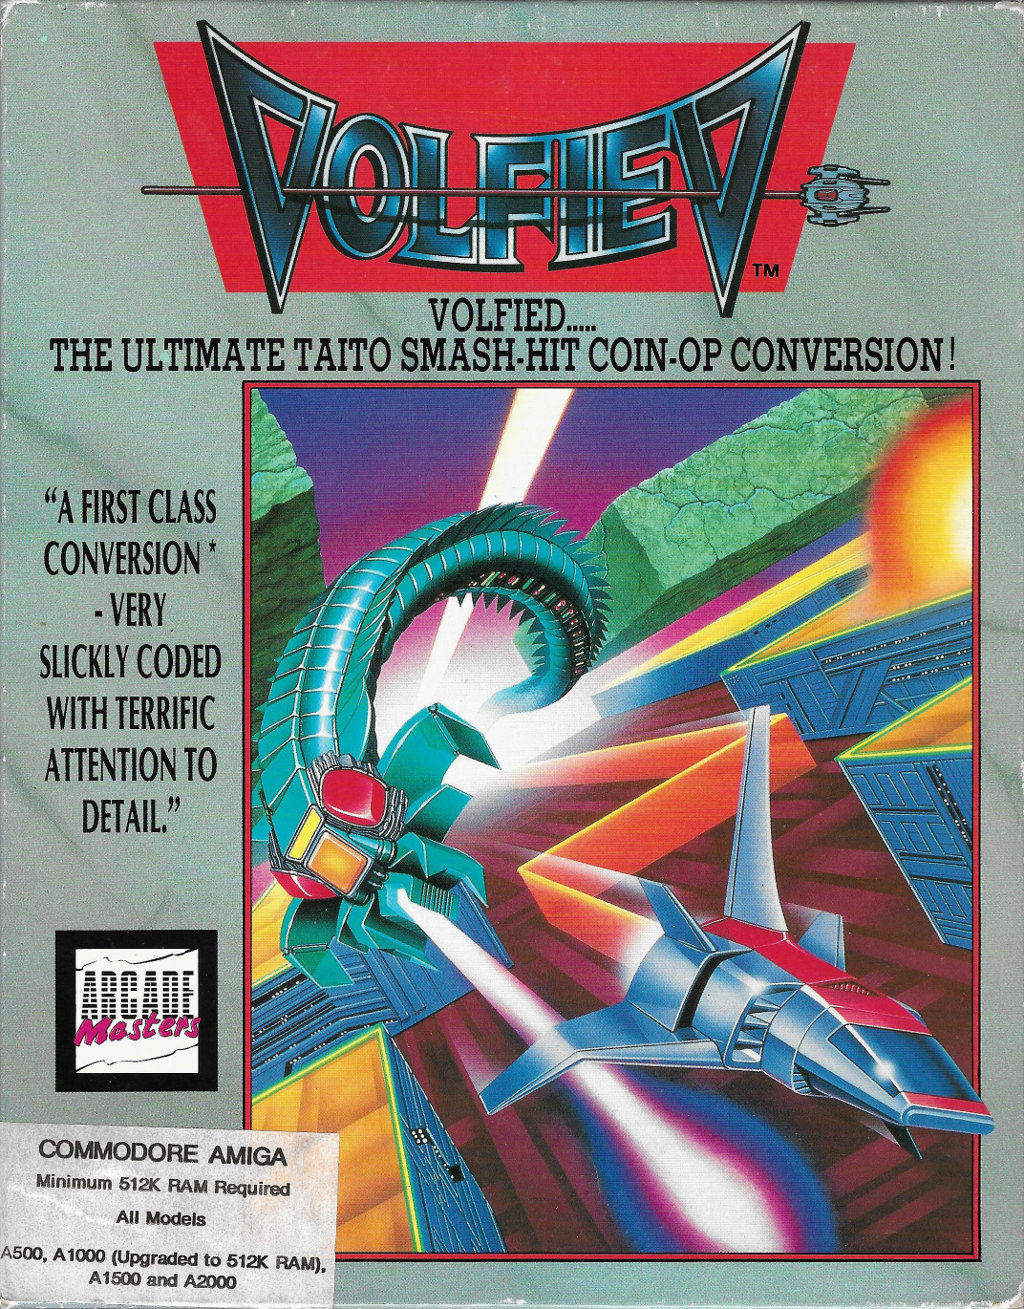 VOLFIED
TM
VOLFIED.....
THE ULTIMATE TAITO SMASH-HIT COIN-OP CONVERSION!
“A FIRST CLASS
CONVERSION *
- VERY
SLICKLY CODED
WITH TERRIFIC
ATTENTION TO
DETAIL.”
ARCADE
Masters
COMMODORE AMIGA
Minimum 512K RAM Required
All Models
A500, A1000 (Upgraded to 512K RAM),
A1500 and A2000